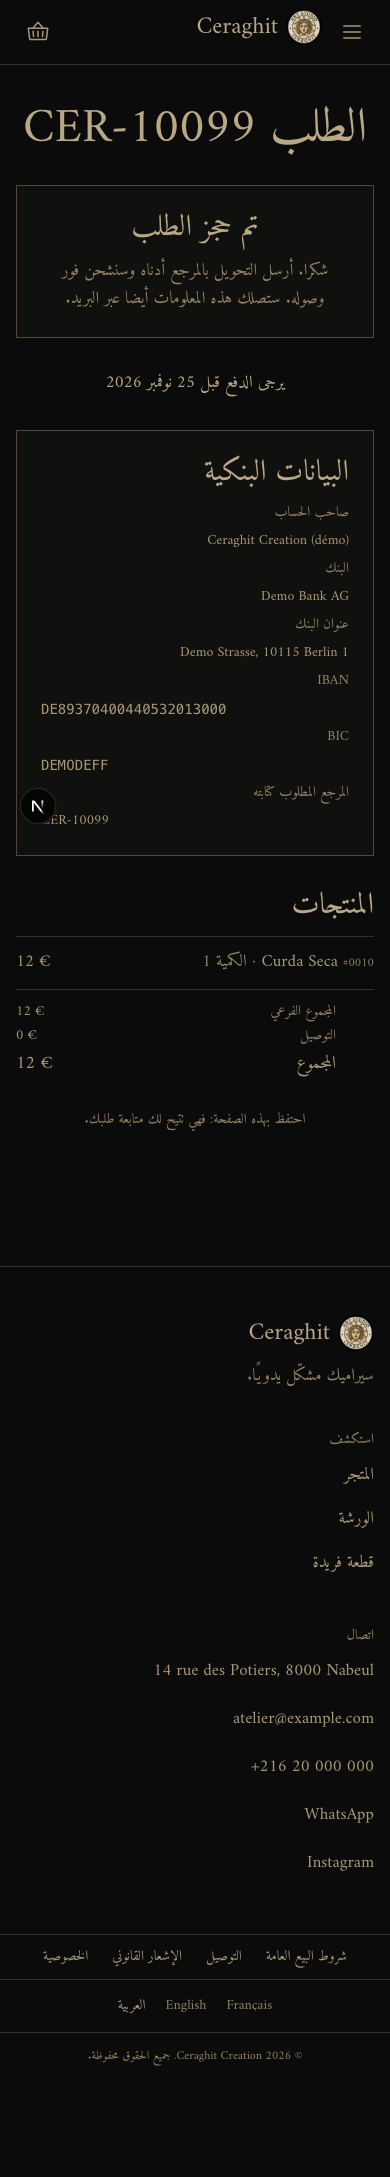 Ceraghit
الطلب CER-10099
تم حجز الطلب
شكرا. أرسل التحويل بالمرجع أدناه وسنشحن فور
وصوله. ستصلك هذه المعلومات أيضا عبر البريد.
يرجى الدفع قبل 25 نوفمبر 2026
البيانات البنكية
صاحب الحساب
Ceraghit Creation (démo)
البنك
Demo Bank AG
عنوان البنك
Demo Strasse, 10115 Berlin 1
IBAN
DE89370400440532013000
BIC
DEMODEFF
المرجع المطلوب كتابته
N
ER-10099
المنتجات
#0010 Curda Seca · الكمية 1 12 €
المجموع الفرعي 12 €
التوصيل 0 €
المجموع 12 €
احتفظ بهذه الصفحة: فهي تتيح لك متابعة طلبك.
Ceraghit
سيراميك مشكّل يدويًا.
استكشف
المتجر
الورشة
قطعة فريدة
اتصال
14 rue des Potiers, 8000 Nabeul
atelier@example.com
+216 20 000 000
WhatsApp
Instagram
شروط البيع العامة التوصيل الإشعار القانوني الخصوصية
Français English العربية
© 2026 Ceraghit Creation. جميع الحقوق محفوظة.